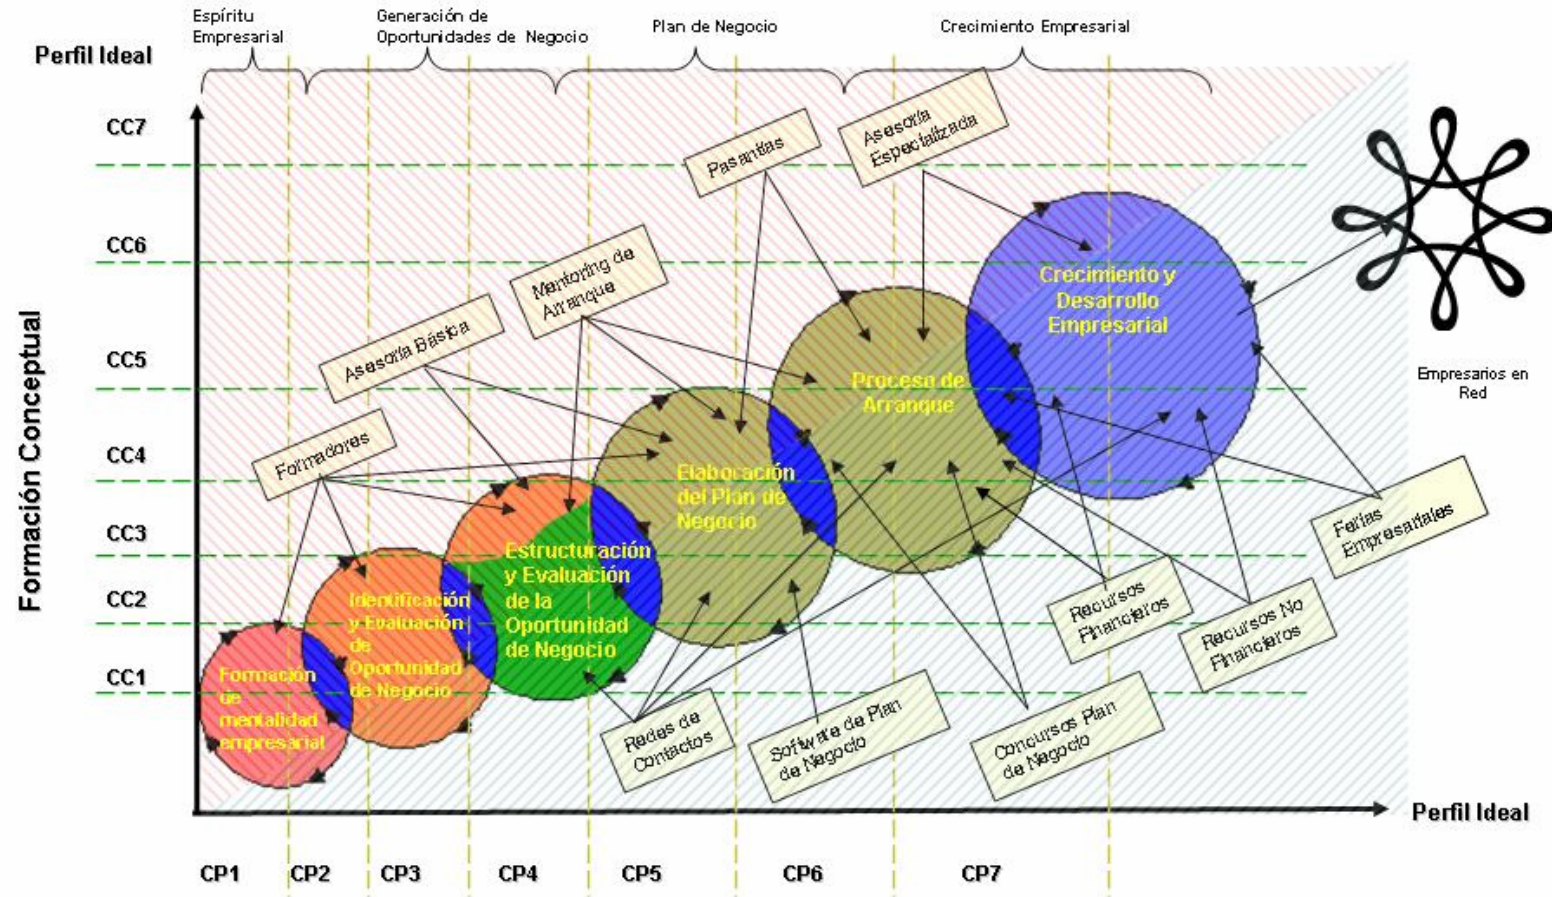 Espíritu
Empresarial
Generación de
Oportunidades de Negocio
Plan de Negocio
Crecimiento Empresarial
Perfil Ideal
CC7
CC6
CC5
CC4
CC3
CC2
CC1
Formación Conceptual
Pasantías
Asesoría
Especializada
Mentoring de
Arranque
Asesoría Básica
Formadores
Crecimiento y
Desarrollo
Empresarial
Proceso de
Arranque
Elaboración
del Plan de
Negocio
Estructuración
y Evaluación
de la
Oportunidad
de Negocio
Identificación
y Evaluación
de
Oportunidad
de Negocio
Formación
de
mentalidad
empresarial
Empresarios en
Red
Ferias
Empresariales
Recursos
Financieros
Recursos No
Financieros
Redes de
Contactos
Software de Plan
de Negocio
Concursos Plan
de Negocio
Perfil Ideal
CP1
CP2
CP3
CP4
CP5
CP6
CP7